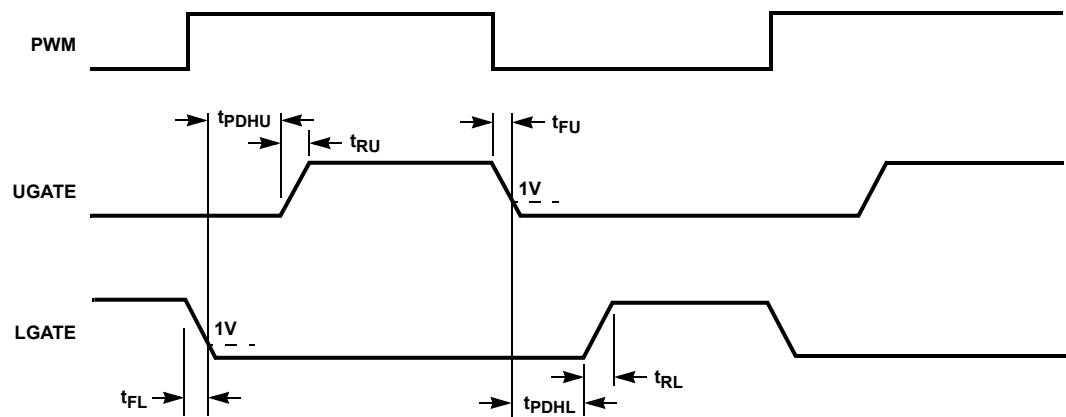 PWM
tPDHU
tRU
tFU
UGATE
1V
LGATE
1V
tFL
tPDHL
tRL